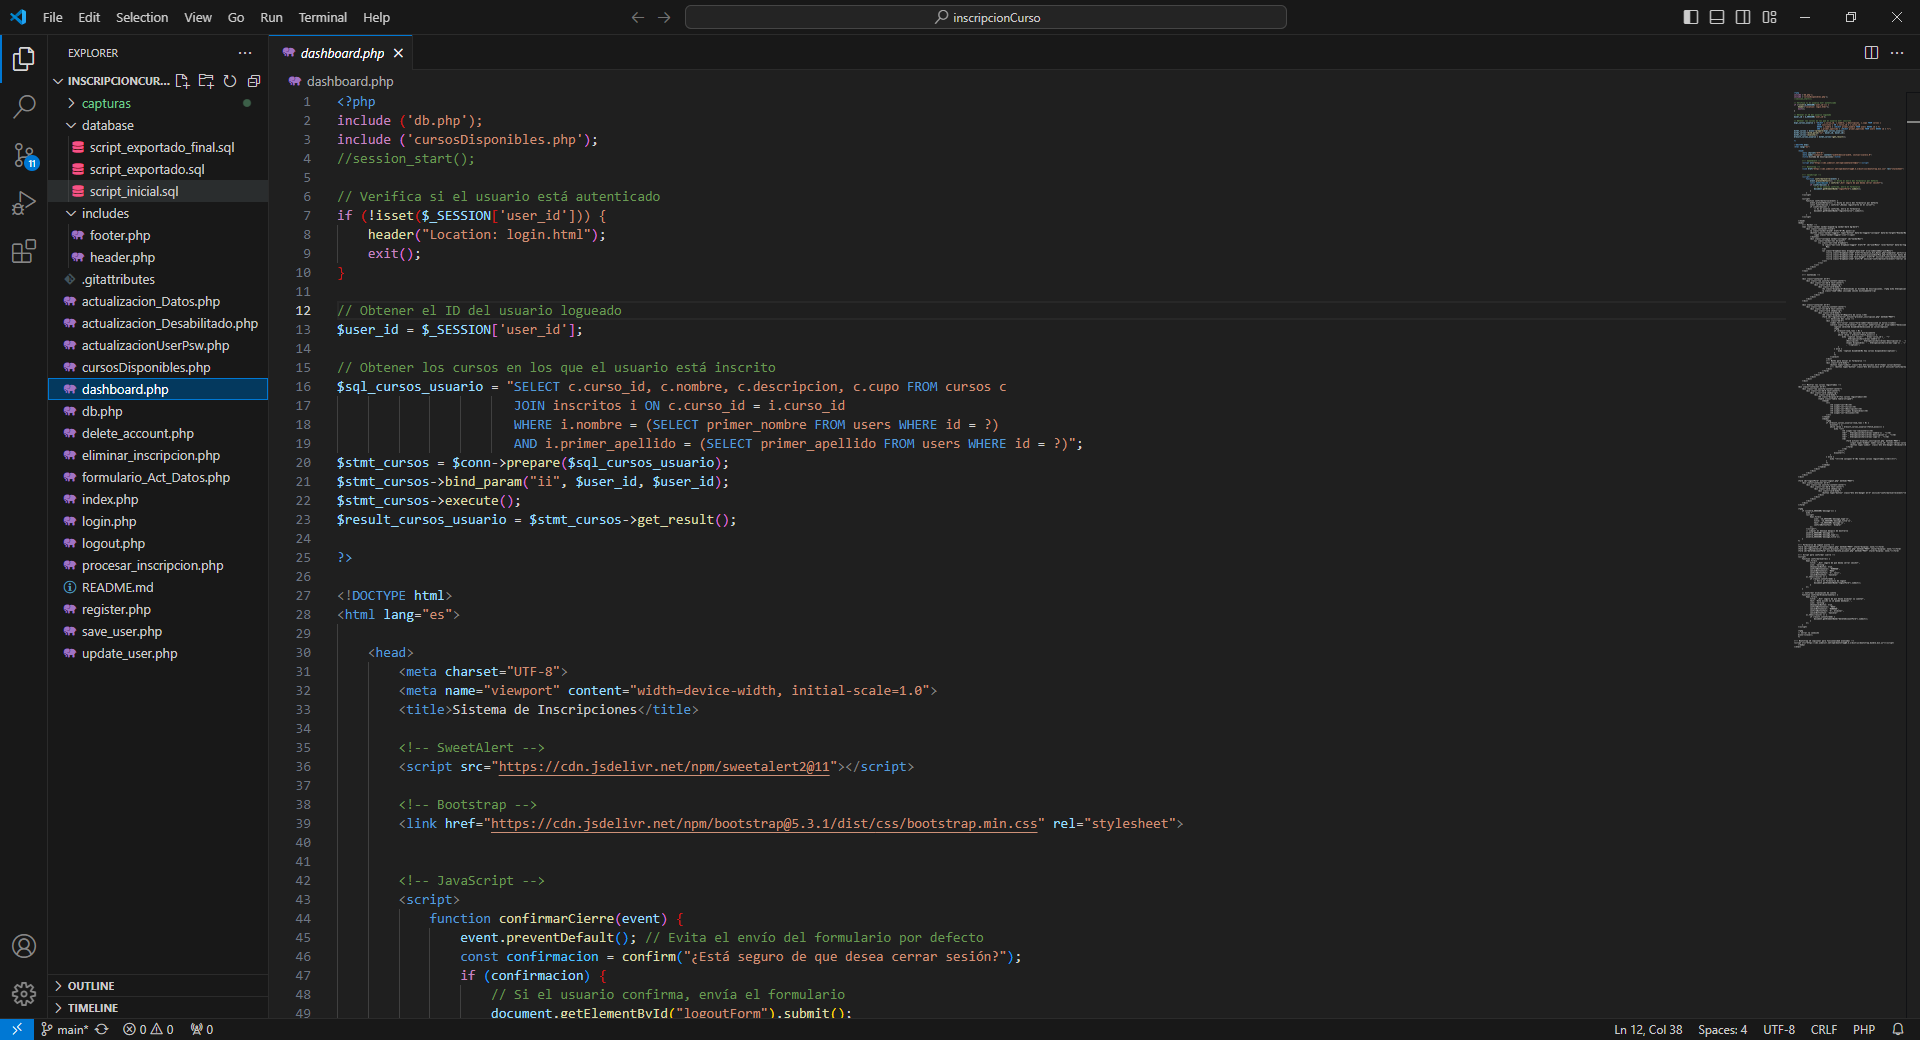 File Edit Selection View Go Run Terminal Help
inscripcionCurso
EXPLORER
INSCRIPCIONCUR...
capturas
database
script_exportado_final.sql
script_exportado.sql
script_inicial.sql
includes
footer.php
header.php
.gitattributes
actualizacion_Datos.php
actualizacion_Desabilitado.php
actualizacionUserPsw.php
cursosDisponibles.php
dashboard.php
db.php
delete_account.php
eliminar_inscripcion.php
formulario_Act_Datos.php
index.php
login.php
logout.php
procesar_inscripcion.php
README.md
register.php
save_user.php
update_user.php
OUTLINE
TIMELINE
11
dashboard.php
dashboard.php
1 <?php
2 include ('db.php');
3 include ('cursosDisponibles.php');
4 //session_start();
5
6 // Verifica si el usuario está autenticado
7 if (!isset($_SESSION['user_id'])) {
8 header("Location: login.html");
9 exit();
10 }
11
12 // Obtener el ID del usuario logueado
13 $user_id = $_SESSION['user_id'];
14
15 // Obtener los cursos en los que el usuario está inscrito
16 $sql_cursos_usuario = "SELECT c.curso_id, c.nombre, c.descripcion, c.cupo FROM cursos c
17 JOIN inscritos i ON c.curso_id = i.curso_id
18 WHERE i.nombre = (SELECT primer_nombre FROM users WHERE id = ?)
19 AND i.primer_apellido = (SELECT primer_apellido FROM users WHERE id = ?)";
20 $stmt_cursos = $conn->prepare($sql_cursos_usuario);
21 $stmt_cursos->bind_param("ii", $user_id, $user_id);
22 $stmt_cursos->execute();
23 $result_cursos_usuario = $stmt_cursos->get_result();
24
25 ?>
26
27 <!DOCTYPE html>
28 <html lang="es">
29
30 <head>
31 <meta charset="UTF-8">
32 <meta name="viewport" content="width=device-width, initial-scale=1.0">
33 <title>Sistema de Inscripciones</title>
34
35 <!-- SweetAlert -->
36 <script src="https://cdn.jsdelivr.net/npm/sweetalert2@11"></script>
37
38 <!-- Bootstrap -->
39 <link href="https://cdn.jsdelivr.net/npm/bootstrap@5.3.1/dist/css/bootstrap.min.css" rel="stylesheet">
40
41
42 <!-- JavaScript -->
43 <script>
44 function confirmarCierre(event) {
45 event.preventDefault(); // Evita el envío del formulario por defecto
46 const confirmacion = confirm("¿Está seguro de que desea cerrar sesión?");
47 if (confirmacion) {
48 // Si el usuario confirma, envía el formulario
49 document.getElementById("logoutForm").submit();
main* 0 0 0
Ln 12, Col 38 Spaces: 4 UTF-8 CRLF PHP